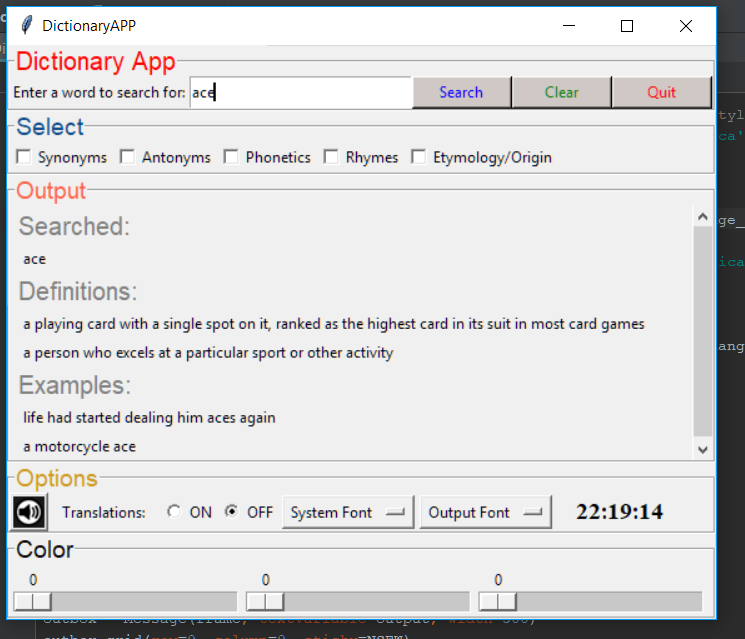 DictionaryAPP
Dictionary App
Enter a word to search for: ace Search Clear Quit
Select
Synonyms Antonyms Phonetics Rhymes Etymology/Origin
Output
Searched:
ace
Definitions:
a playing card with a single spot on it, ranked as the highest card in its suit in most card games
a person who excels at a particular sport or other activity
Examples:
life had started dealing him aces again
a motorcycle ace
Options
Translations: ON OFF System Font Output Font 22:19:14
Color
0 0 0